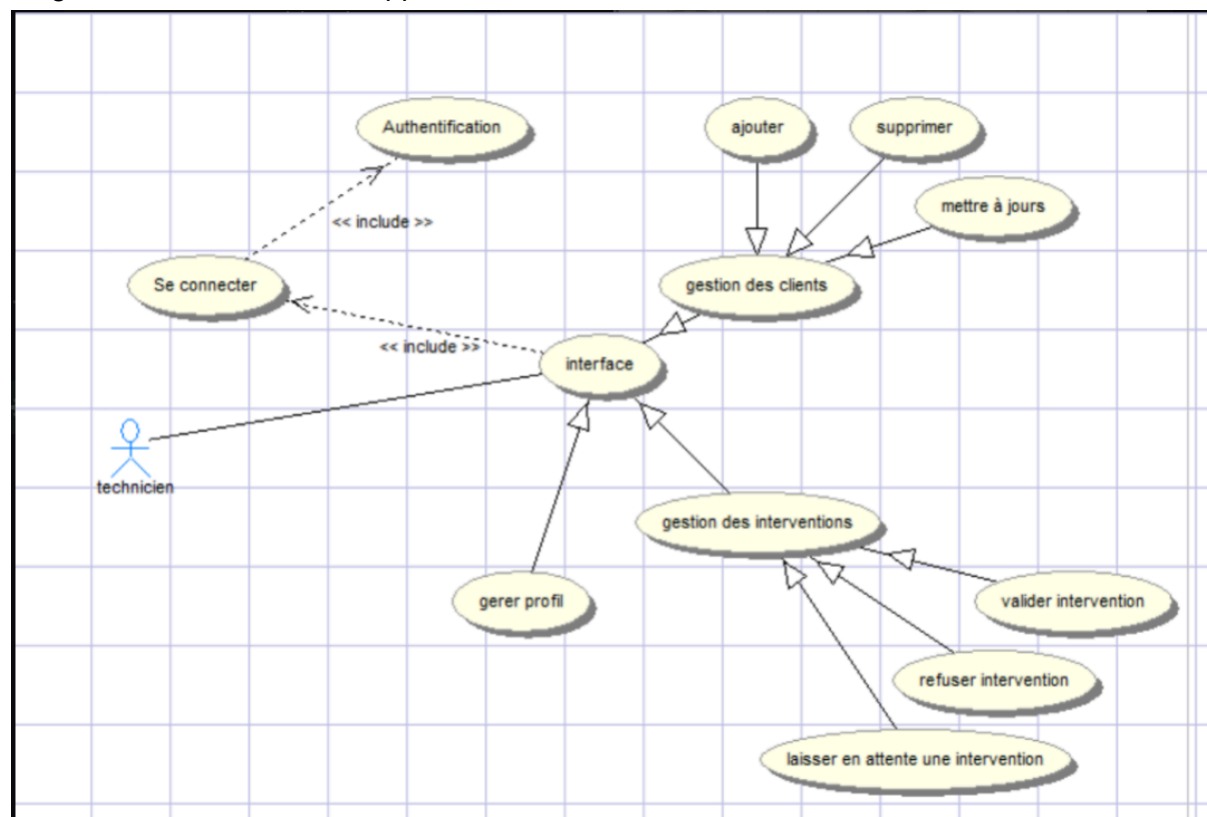 Authentification
ajouter
supprimer
mettre à jours
<< include >>
Se connecter
gestion des clients
<< include >>
interface
technicien
gestion des interventions
gerer profil
valider intervention
refuser intervention
laisser en attente une intervention